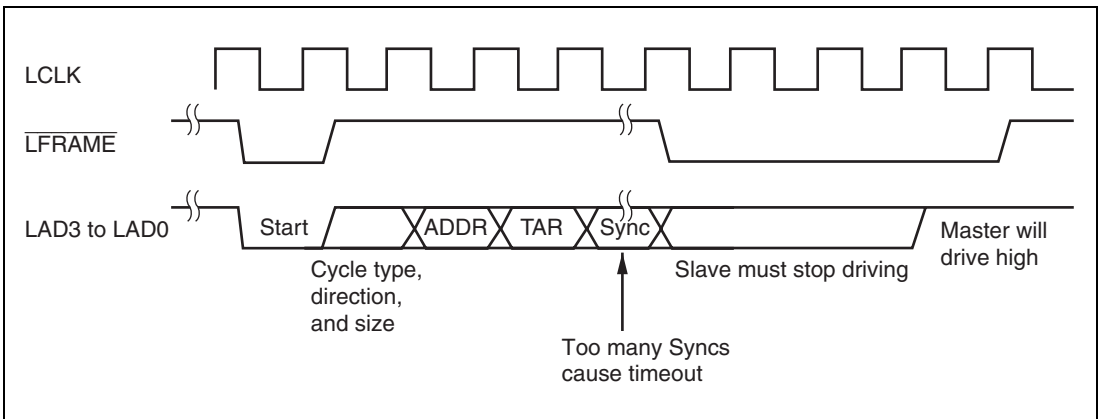 LCLK
LFRAME
LAD3 to LAD0
Start
ADDR
TAR
Sync
Master will
drive high
Cycle type,
direction,
and size
Slave must stop driving
Too many Syncs
cause timeout